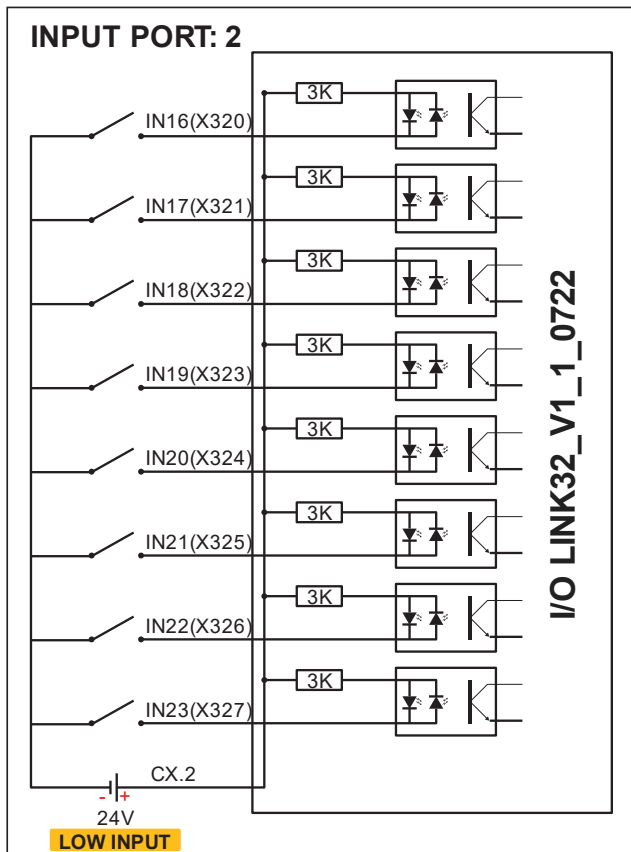 INPUT PORT: 2
3K
IN16(X320)
3K
IN17(X321)
3K
IN18(X322)
3K
IN19(X323)
3K
IN20(X324)
3K
IN21(X325)
3K
IN22(X326)
3K
IN23(X327)
I/O LINK32_V1_1_0722
CX.2
- +
24V
LOW INPUT